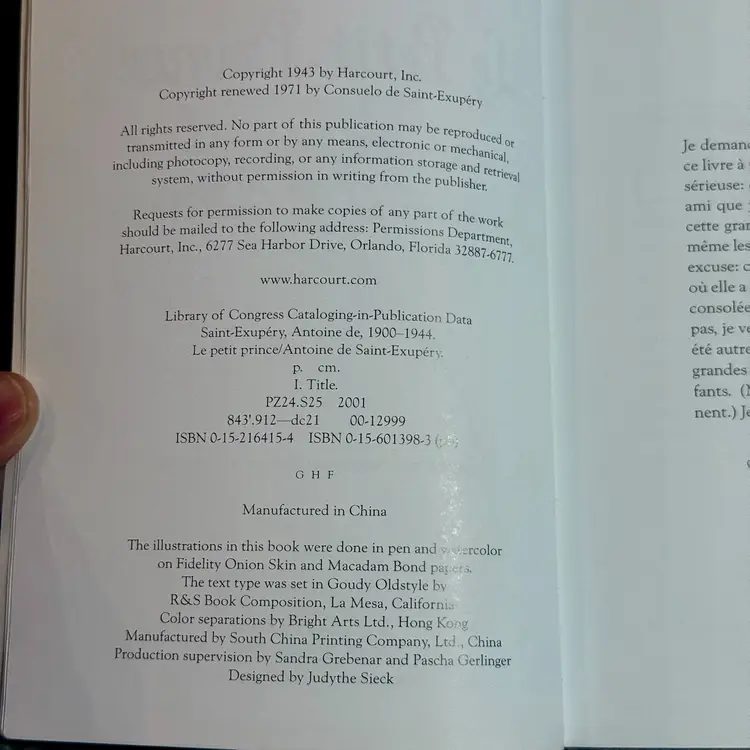 Copyright 1943 by Harcourt, Inc.
Copyright renewed 1971 by Consuelo de Saint-Exupéry
All rights reserved. No part of this publication may be reproduced or
transmitted in any form or by any means, electronic or mechanical,
including photocopy, recording, or any information storage and retrieval
system, without permission in writing from the publisher.
Requests for permission to make copies of any part of the work
should be mailed to the following address: Permissions Department,
Harcourt, Inc., 6277 Sea Harbor Drive, Orlando, Florida 32887-6777.
www.harcourt.com
Library of Congress Cataloging-in-Publication Data
Saint-Exupéry, Antoine de, 1900–1944.
Le petit prince/Antoine de Saint-Exupéry.
p. cm.
I. Title.
PZ24.S25 2001
843'.912—dc21 00-12999
ISBN 0-15-216415-4 ISBN 0-15-601398-3
G H F
Manufactured in China
The illustrations in this book were done in pen and watercolor
on Fidelity Onion Skin and Macadam Bond papers.
The text type was set in Goudy Oldstyle by
R&S Book Composition, La Mesa, California
Color separations by Bright Arts Ltd., Hong Kong
Manufactured by South China Printing Company, Ltd., China
Production supervision by Sandra Grebenar and Pascha Gerlinger
Designed by Judythe Sieck
Je
ce livre à
sérieuse:
ami que
cette
même les
excuse:
où elle a
consolée
pas, je
été
grandes
fants.
nent.) Je